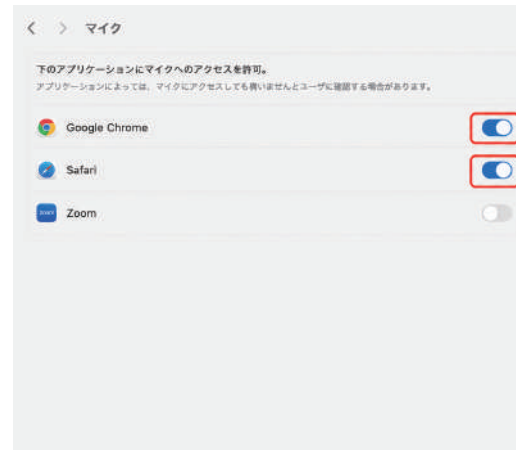 マイク
下のアプリケーションにマイクへのアクセスを許可。
アプリケーションによっては、マイクにアクセスしても構いませんとユーザに確認する場合があります。
Google Chrome
Safari
Zoom